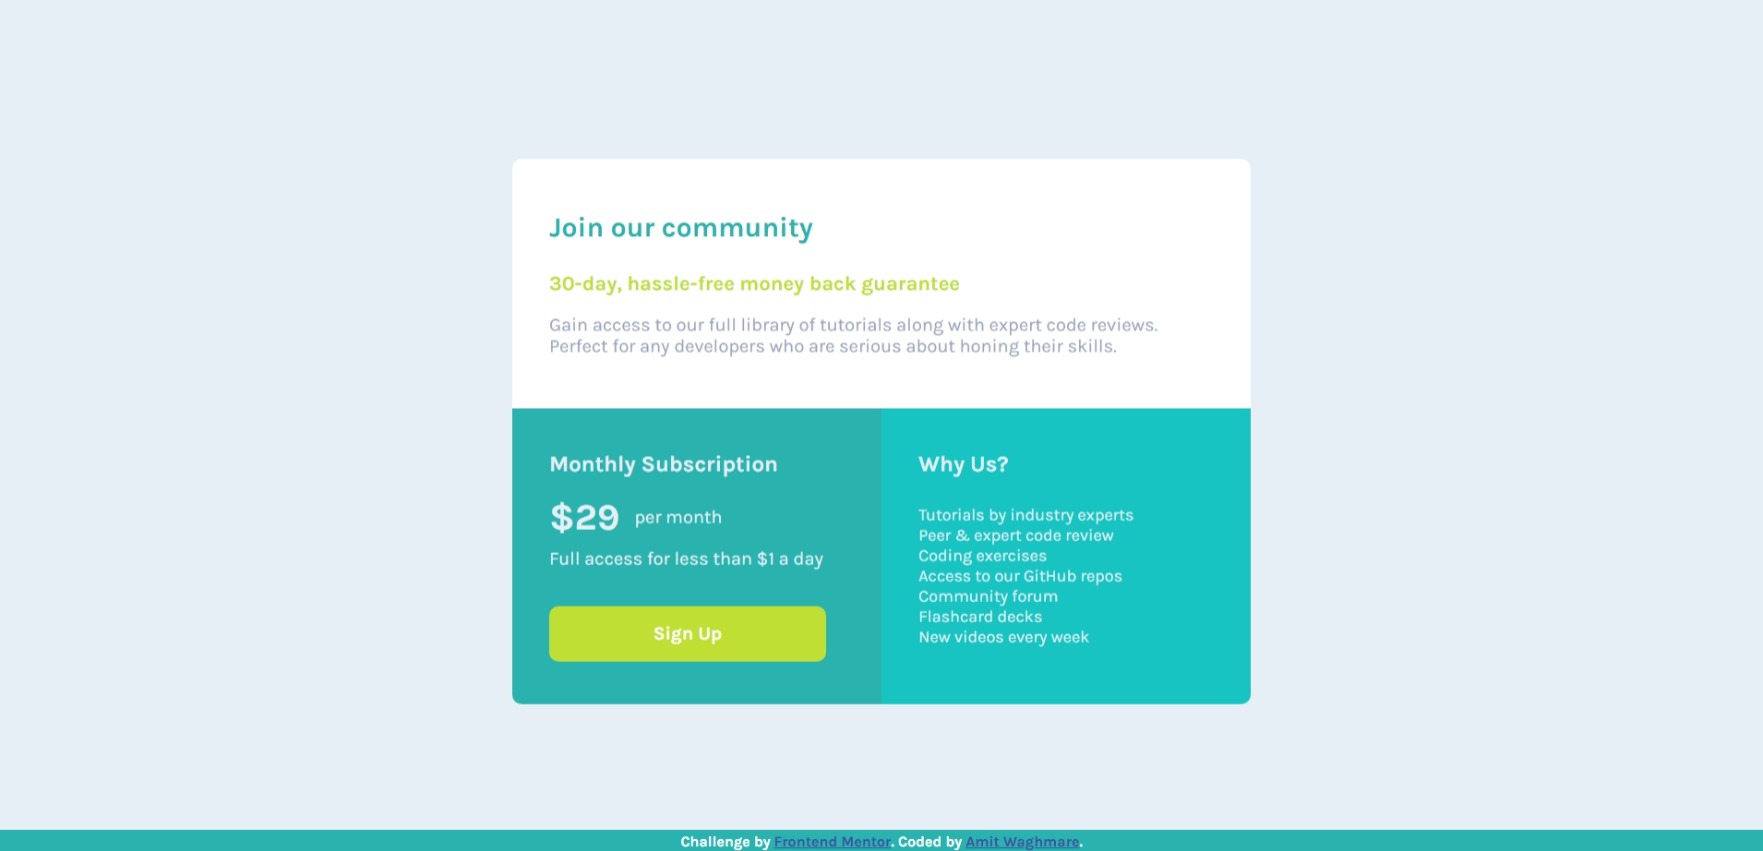 Join our community
30-day, hassle-free money back guarantee
Gain access to our full library of tutorials along with expert code reviews.
Perfect for any developers who are serious about honing their skills.
Monthly Subscription
$29 per month
Full access for less than $1 a day
Sign Up
Why Us?
Tutorials by industry experts
Peer & expert code review
Coding exercises
Access to our GitHub repos
Community forum
Flashcard decks
New videos every week
Challenge by Frontend Mentor. Coded by Amit Waghmare.